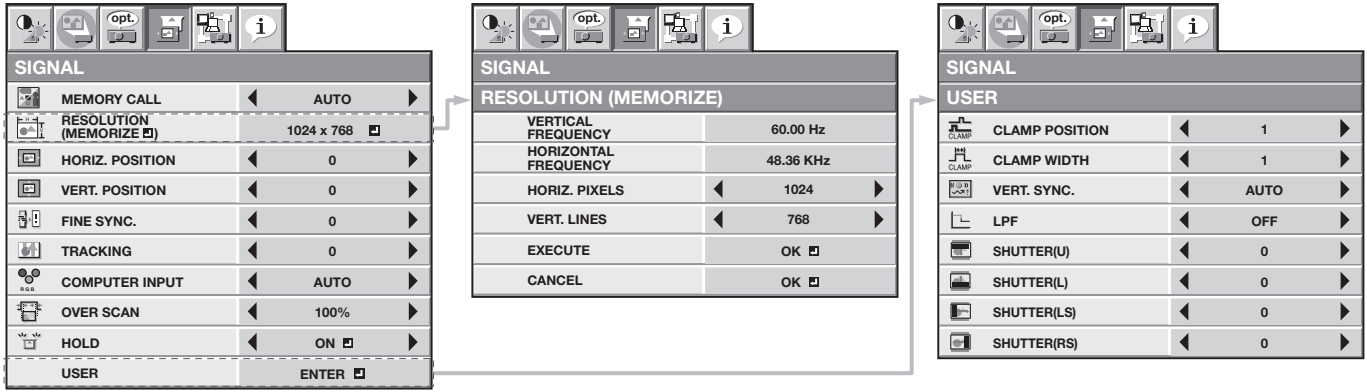 opt.
i
SIGNAL
MEMORY CALL AUTO
RESOLUTION
(MEMORIZE) 1024 x 768
HORIZ. POSITION 0
VERT. POSITION 0
FINE SYNC. 0
TRACKING 0
RGB
COMPUTER INPUT AUTO
OVER SCAN 100%
HOLD ON
USER ENTER
opt.
i
SIGNAL
RESOLUTION (MEMORIZE)
VERTICAL
FREQUENCY 60.00 Hz
HORIZONTAL
FREQUENCY 48.36 KHz
HORIZ. PIXELS 1024
VERT. LINES 768
EXECUTE OK
CANCEL OK
opt.
i
SIGNAL
USER
CLAMP
CLAMP POSITION 1
CLAMP
CLAMP WIDTH 1
VERT. SYNC. AUTO
LPF OFF
SHUTTER(U) 0
SHUTTER(L) 0
SHUTTER(LS) 0
SHUTTER(RS) 0